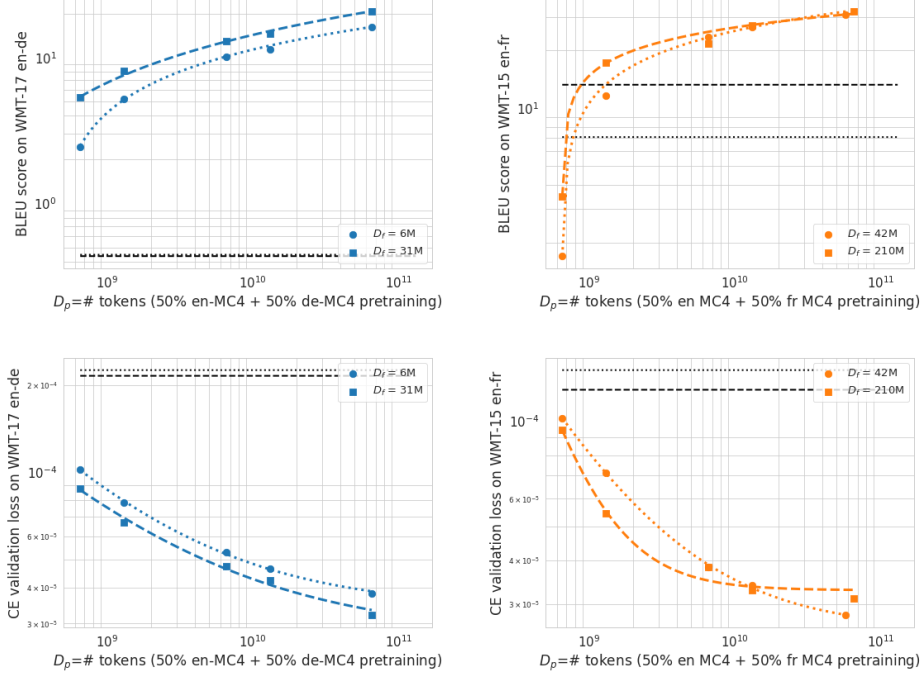 BLEU score on WMT-17 en-de
10¹
10⁰
D_f = 6M
D_f = 31M
10⁹
10¹⁰
10¹¹
D_p=# tokens (50% en-MC4 + 50% de-MC4 pretraining)
BLEU score on WMT-15 en-fr
10¹
D_f = 42M
D_f = 210M
10⁹
10¹⁰
10¹¹
D_p=# tokens (50% en MC4 + 50% fr MC4 pretraining)
CE validation loss on WMT-17 en-de
2×10⁻⁴
10⁻⁴
6×10⁻⁵
4×10⁻⁵
3×10⁻⁵
D_f = 6M
D_f = 31M
10⁹
10¹⁰
10¹¹
D_p=# tokens (50% en-MC4 + 50% de-MC4 pretraining)
CE validation loss on WMT-15 en-fr
10⁻⁴
6×10⁻⁵
4×10⁻⁵
3×10⁻⁵
D_f = 42M
D_f = 210M
10⁹
10¹⁰
10¹¹
D_p=# tokens (50% en MC4 + 50% fr MC4 pretraining)